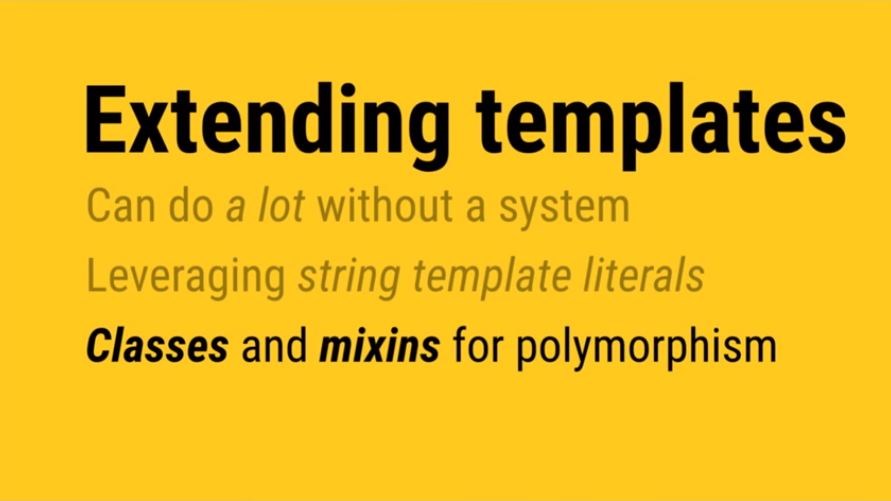 Extending templates
Can do a lot without a system
Leveraging string template literals
Classes and mixins for polymorphism